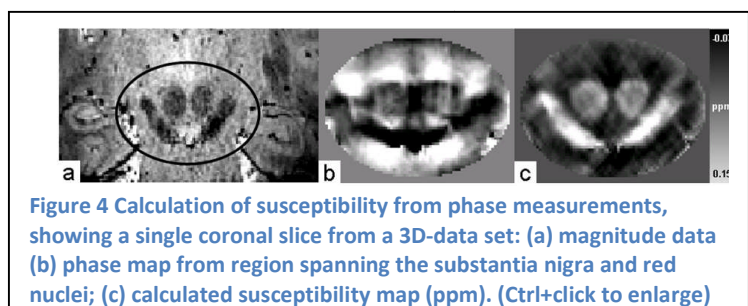 -0.03
ppm
0.15
a
b
c
Figure 4 Calculation of susceptibility from phase measurements,
showing a single coronal slice from a 3D-data set: (a) magnitude data
(b) phase map from region spanning the substantia nigra and red
nuclei; (c) calculated susceptibility map (ppm). (Ctrl+click to enlarge)